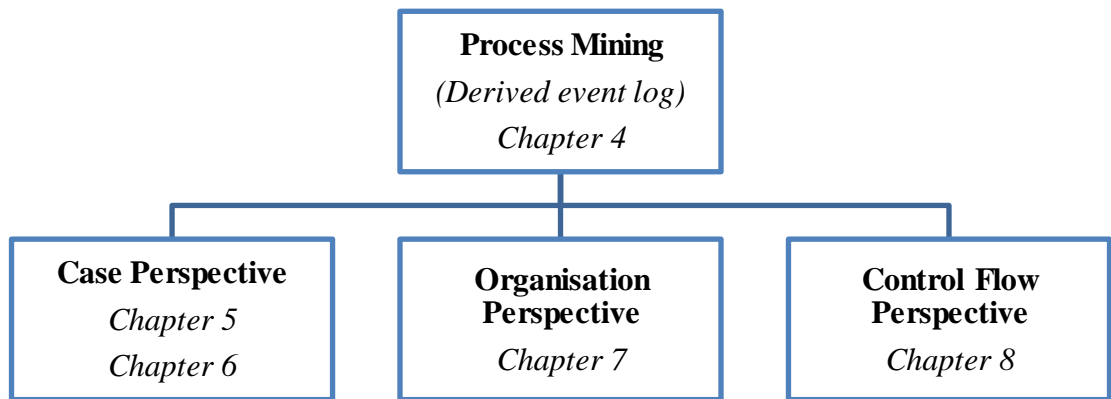 Process Mining
(Derived event log)
Chapter 4
Case Perspective
Chapter 5
Chapter 6
Organisation
Perspective
Chapter 7
Control Flow
Perspective
Chapter 8